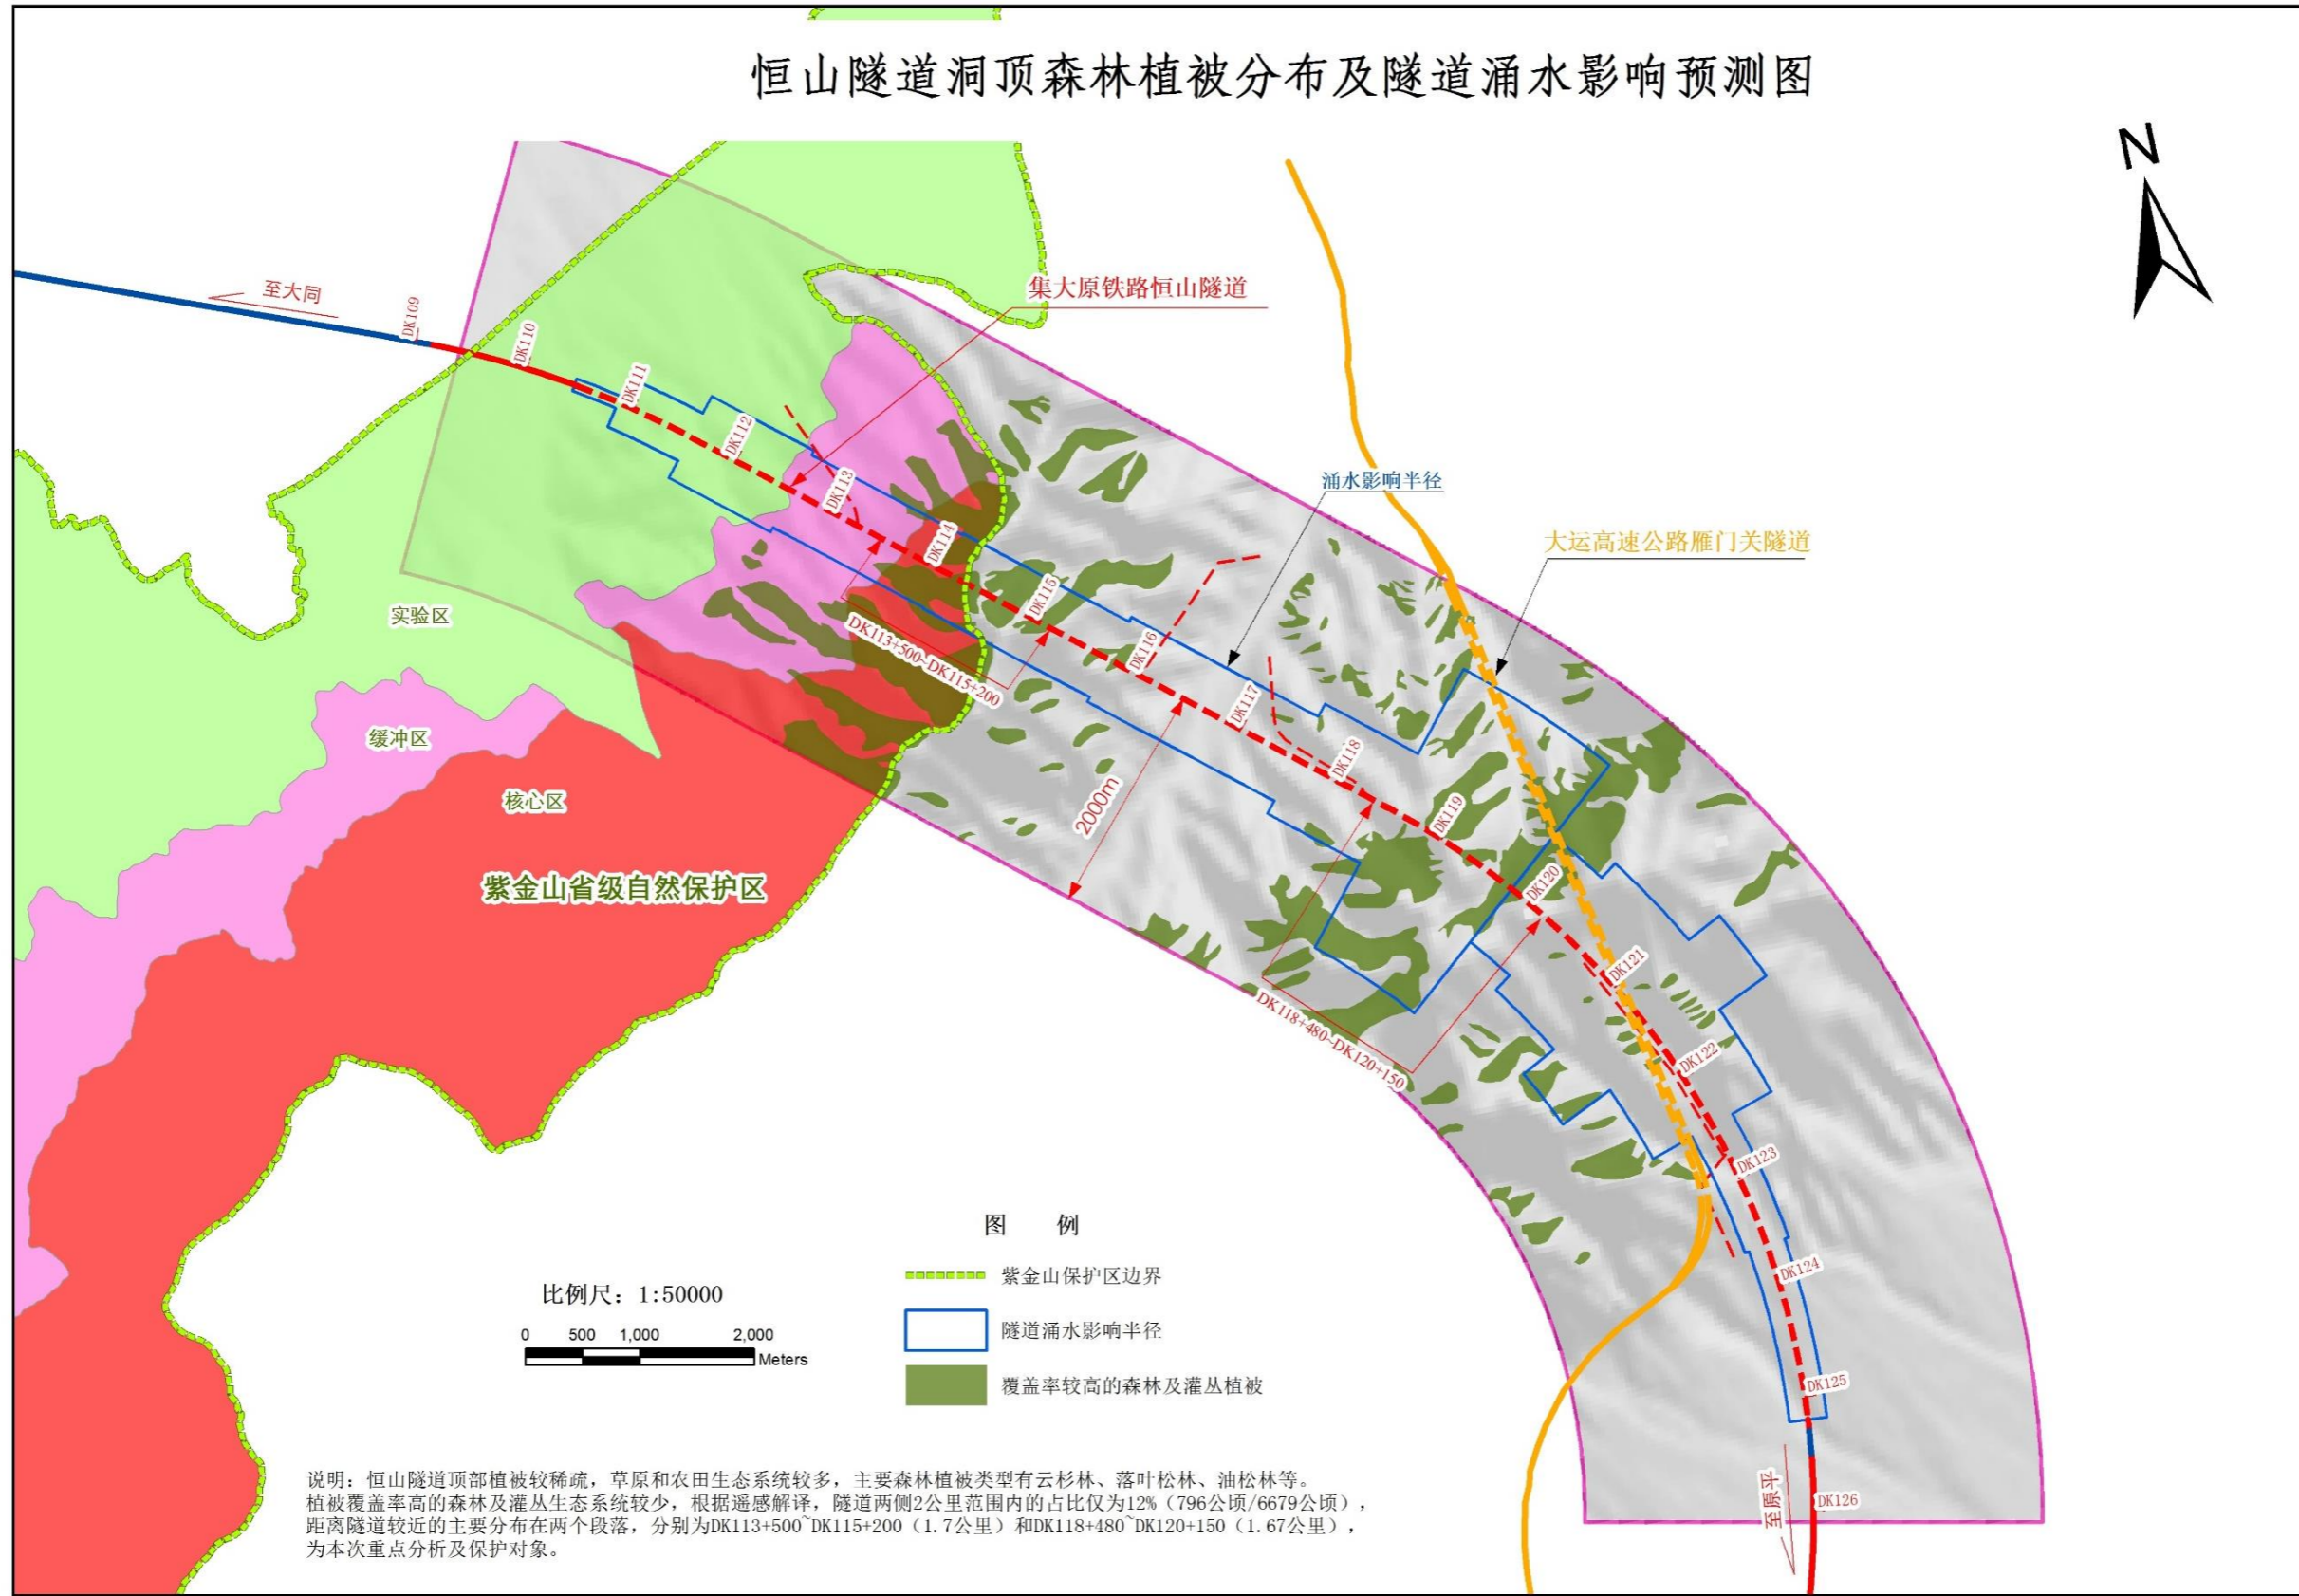 恒山隧道洞顶森林植被分布及隧道涌水影响预测图
N
至大同
DK109
DK110
DK111
DK112
DK113
DK114
DK115
DK116
DK117
DK118
DK119
DK120
DK121
DK122
DK123
DK124
DK125
DK126
集大原铁路恒山隧道
涌水影响半径
大运高速公路雁门关隧道
DK113+500~DK115+200
2000m
DK118+480~DK120+150
至原平
实验区
缓冲区
核心区
紫金山省级自然保护区
图 例
紫金山保护区边界
隧道涌水影响半径
覆盖率较高的森林及灌丛植被
比例尺：1:50000
0 500 1,000 2,000
Meters
说明：恒山隧道顶部植被较稀疏，草原和农田生态系统较多，主要森林植被类型有云杉林、落叶松林、油松林等。
植被覆盖率高的森林及灌丛生态系统较少，根据遥感解译，隧道两侧2公里范围内的占比仅为12%（796公顷/6679公顷），
距离隧道较近的主要分布在两个段落，分别为DK113+500~DK115+200（1.7公里）和DK118+480~DK120+150（1.67公里），
为本次重点分析及保护对象。